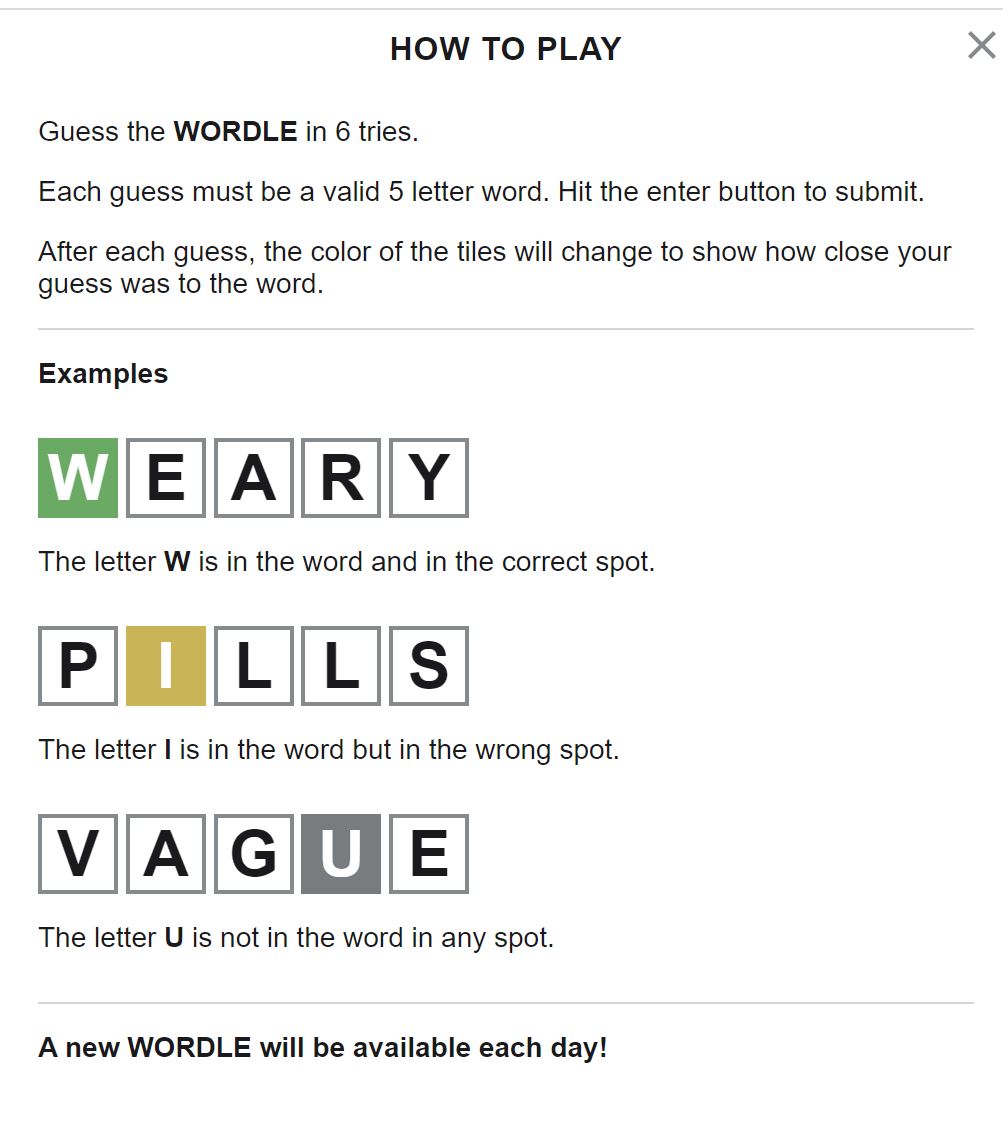 HOW TO PLAY
Guess the WORDLE in 6 tries.
Each guess must be a valid 5 letter word. Hit the enter button to submit.
After each guess, the color of the tiles will change to show how close your
guess was to the word.
Examples
WEARY
The letter W is in the word and in the correct spot.
PILLS
The letter I is in the word but in the wrong spot.
VAGUE
The letter U is not in the word in any spot.
A new WORDLE will be available each day!